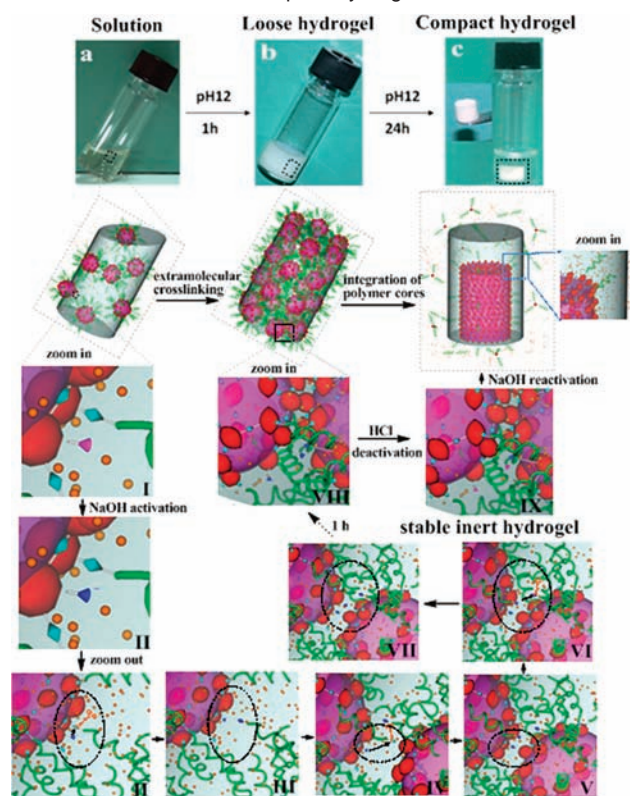 Solution
Loose hydrogel
Compact hydrogel
a
b
c
pH12
1h
pH12
24h
zoom in
extramolecular
crosslinking
integration of
polymer cores
zoom in
zoom in
NaOH reactivation
I
VIII
HCl
deactivation
IX
NaOH activation
1 h
stable inert hydrogel
II
VII
VI
zoom out
II
III
IV
V